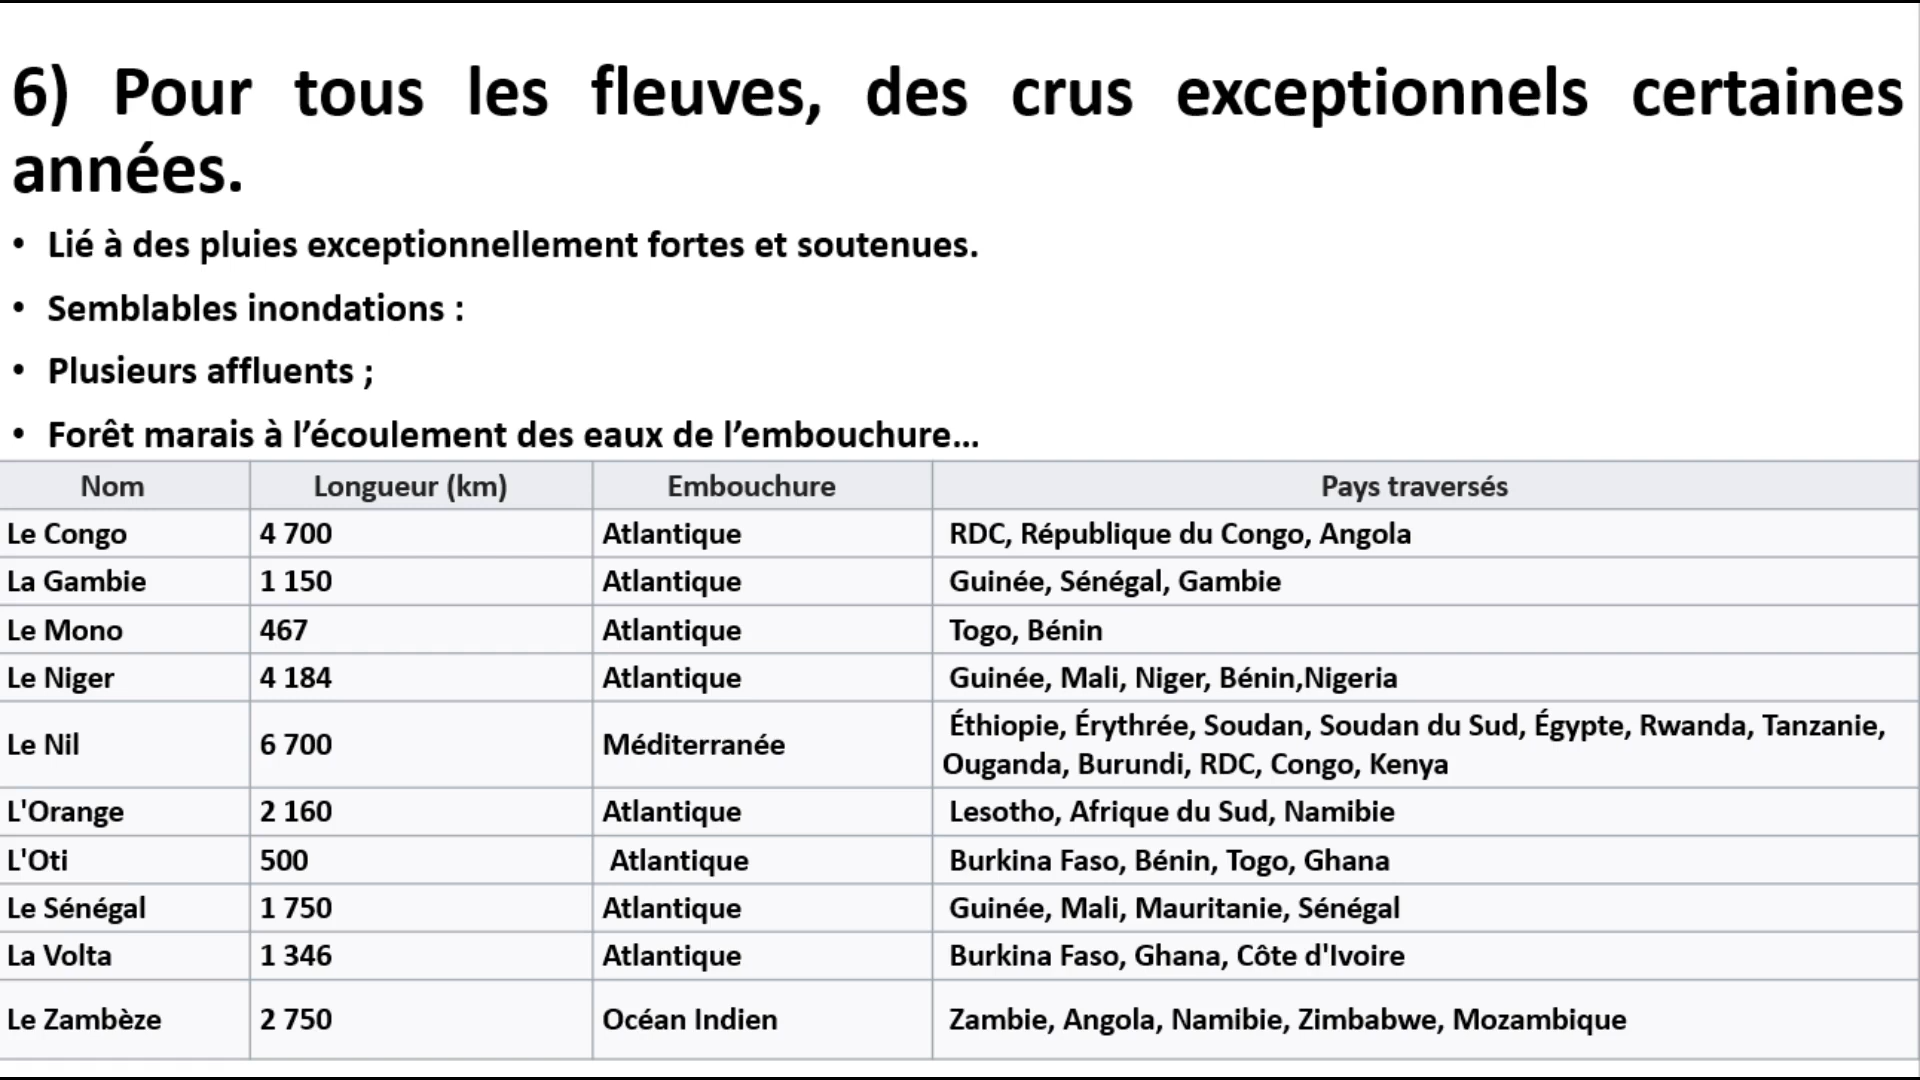 6) Pour tous les fleuves, des crus exceptionnels certaines
années.
• Lié à des pluies exceptionnellement fortes et soutenues.
• Semblables inondations :
• Plusieurs affluents ;
• Forêt marais à l’écoulement des eaux de l’embouchure...
Nom Longueur (km) Embouchure Pays traversés
Le Congo 4 700 Atlantique RDC, République du Congo, Angola
La Gambie 1 150 Atlantique Guinée, Sénégal, Gambie
Le Mono 467 Atlantique Togo, Bénin
Le Niger 4 184 Atlantique Guinée, Mali, Niger, Bénin,Nigeria
Le Nil 6 700 Méditerranée Éthiopie, Érythrée, Soudan, Soudan du Sud, Égypte, Rwanda, Tanzanie,
Ouganda, Burundi, RDC, Congo, Kenya
L'Orange 2 160 Atlantique Lesotho, Afrique du Sud, Namibie
L'Oti 500 Atlantique Burkina Faso, Bénin, Togo, Ghana
Le Sénégal 1 750 Atlantique Guinée, Mali, Mauritanie, Sénégal
La Volta 1 346 Atlantique Burkina Faso, Ghana, Côte d'Ivoire
Le Zambèze 2 750 Océan Indien Zambie, Angola, Namibie, Zimbabwe, Mozambique